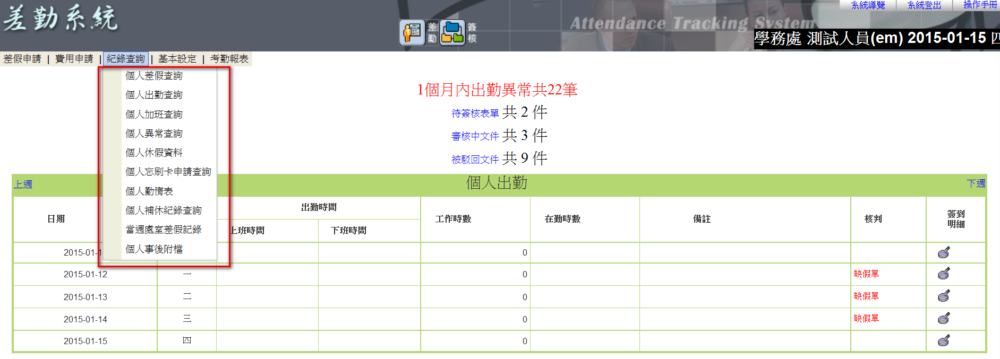 差勤系統
差勤
簽核
Attendance Tracking System
系統導覽
系統登出
操作手冊
學務處 測試人員(em) 2015-01-15 四
差假申請 | 費用申請 | 紀錄查詢 | 基本設定 | 考勤報表
個人差假查詢
個人出勤查詢
個人加班查詢
個人異常查詢
個人休假資料
個人忘刷卡申請查詢
個人勤惰表
個人補休紀錄查詢
當週處室差假記錄
個人事後附檔
1個月內出勤異常共22筆
待簽核表單 共 2 件
審核中文件 共 3 件
被駁回文件 共 9 件
上週 個人出勤 下週
日期 出勤時間 工作時數 在勤時數 備註 核判 簽到明細
上班時間 下班時間
2015-01-1 0
2015-01-12 一 0 缺假單
2015-01-13 二 0 缺假單
2015-01-14 三 0 缺假單
2015-01-15 四 0